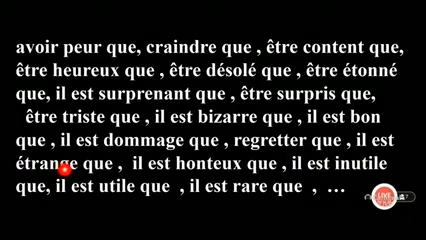 avoir peur que, craindre que , être content que,
être heureux que , être désolé que , être étonné
que, il est surprenant que , être surpris que,
être triste que , il est bizarre que , il est bon
que , il est dommage que , regretter que , il est
étrange que , il est honteux que , il est inutile
que, il est utile que , il est rare que , …
LIKE